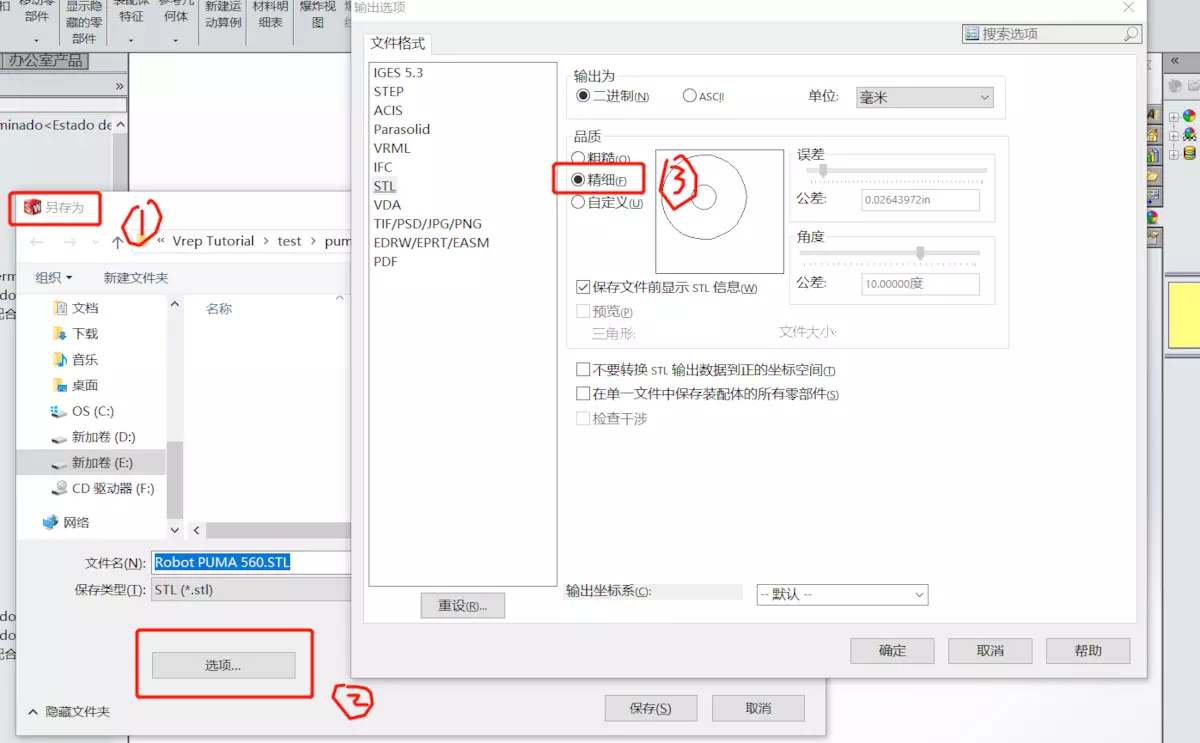 移动零
部件
显示隐
藏的零
部件
装配体
特征
参考几
何体
新建运
动算例
材料明
细表
爆炸视
图
办公室产品
»
minado<Estado de
另存为
①
« Vrep Tutorial › test › pum
组织
新建文件夹
文档
下载
音乐
桌面
OS (C:)
新加卷 (D:)
新加卷 (E:)
CD 驱动器 (F:)
网络
名称
文件名(N): Robot PUMA 560.STL
保存类型(T): STL (*.stl)
选项...
②
隐藏文件夹
保存(S)
取消
输出选项
文件格式
搜索选项
IGES 5.3
STEP
ACIS
Parasolid
VRML
IFC
STL
VDA
TIF/PSD/JPG/PNG
EDRW/EPRT/EASM
PDF
重设(R)...
输出为
二进制(N)
ASCII
单位:
毫米
品质
粗糙(O)
精细(F)
③
自定义(U)
误差
公差: 0.02643972in
角度
公差: 10.00000度
保存文件前显示 STL 信息(W)
预览(P)
三角形:
文件大小:
不要转换 STL 输出数据到正的坐标空间(T)
在单一文件中保存装配体的所有零部件(S)
检查干涉
输出坐标系(C):
-- 默认 --
确定
取消
帮助
«